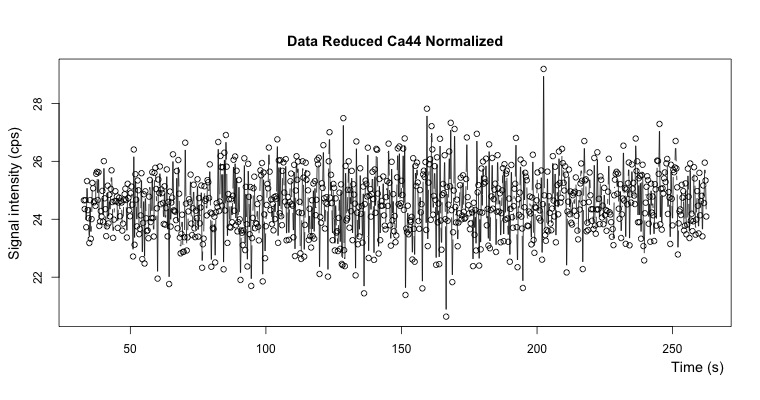 Data Reduced Ca44 Normalized
Signal intensity (cps)
28
26
24
22
50 100 150 200 250
Time (s)